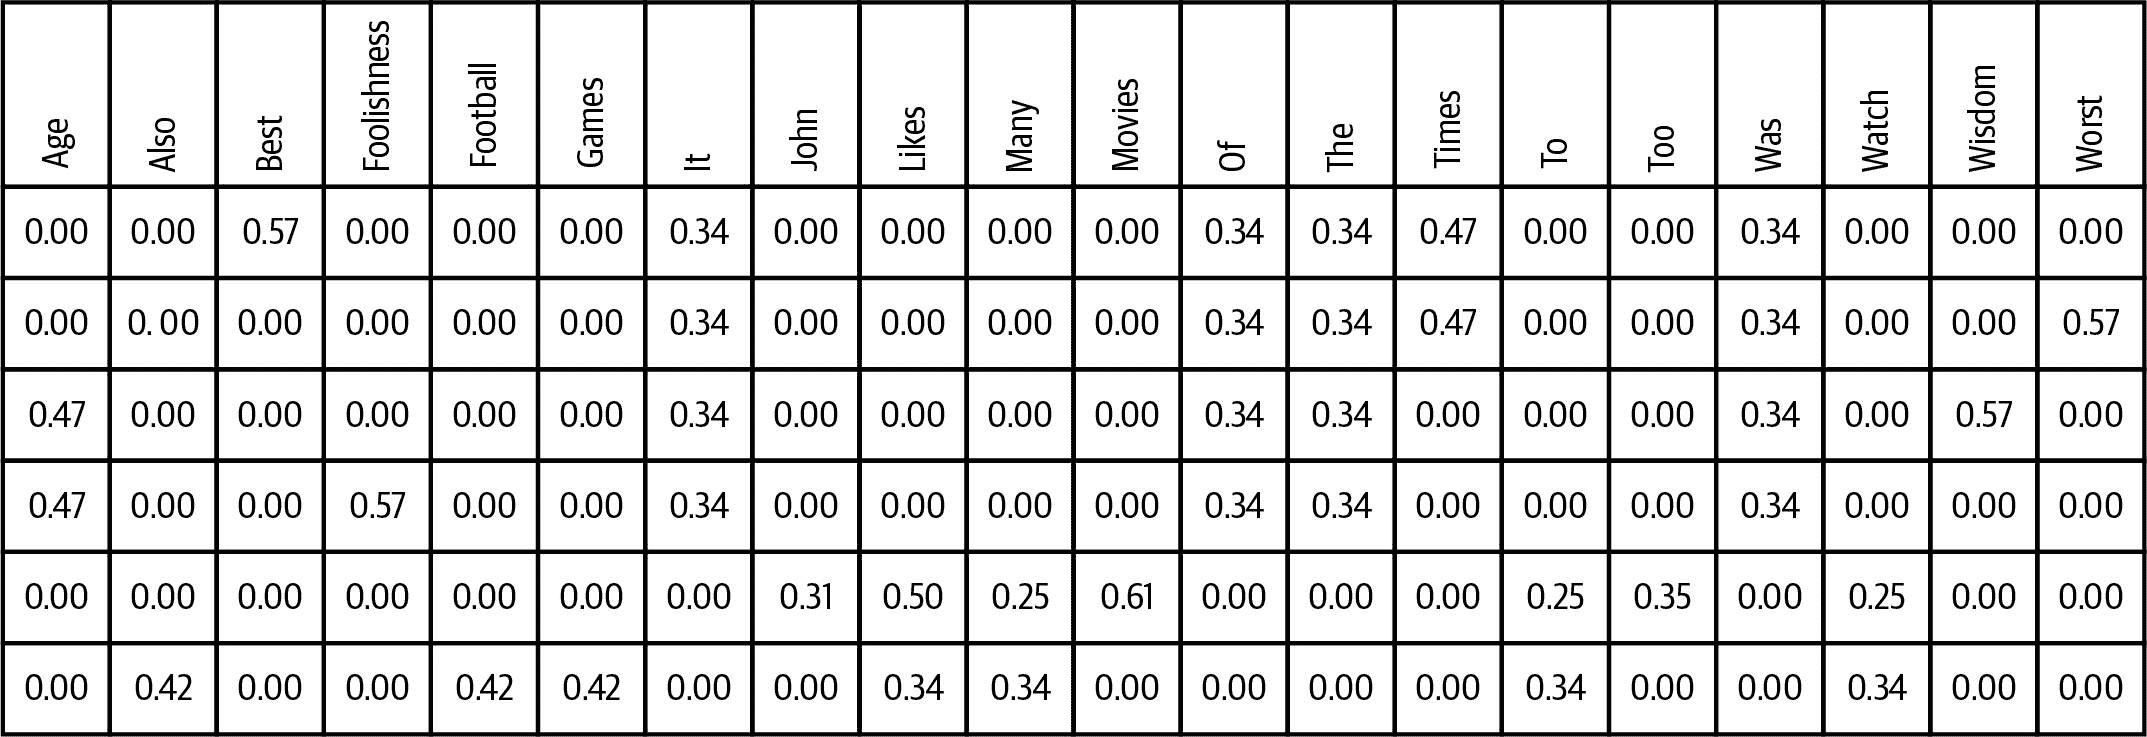 Age Also Best Foolishness Football Games It John Likes Many Movies Of The Times To Too Was Watch Wisdom Worst
0.00 0.00 0.57 0.00 0.00 0.00 0.34 0.00 0.00 0.00 0.00 0.34 0.34 0.47 0.00 0.00 0.34 0.00 0.00 0.00
0.00 0. 00 0.00 0.00 0.00 0.00 0.34 0.00 0.00 0.00 0.00 0.34 0.34 0.47 0.00 0.00 0.34 0.00 0.00 0.57
0.47 0.00 0.00 0.00 0.00 0.00 0.34 0.00 0.00 0.00 0.00 0.34 0.34 0.00 0.00 0.00 0.34 0.00 0.57 0.00
0.47 0.00 0.00 0.57 0.00 0.00 0.34 0.00 0.00 0.00 0.00 0.34 0.34 0.00 0.00 0.00 0.34 0.00 0.00 0.00
0.00 0.00 0.00 0.00 0.00 0.00 0.00 0.31 0.50 0.25 0.61 0.00 0.00 0.00 0.25 0.35 0.00 0.25 0.00 0.00
0.00 0.42 0.00 0.00 0.42 0.42 0.00 0.00 0.34 0.34 0.00 0.00 0.00 0.00 0.34 0.00 0.00 0.34 0.00 0.00